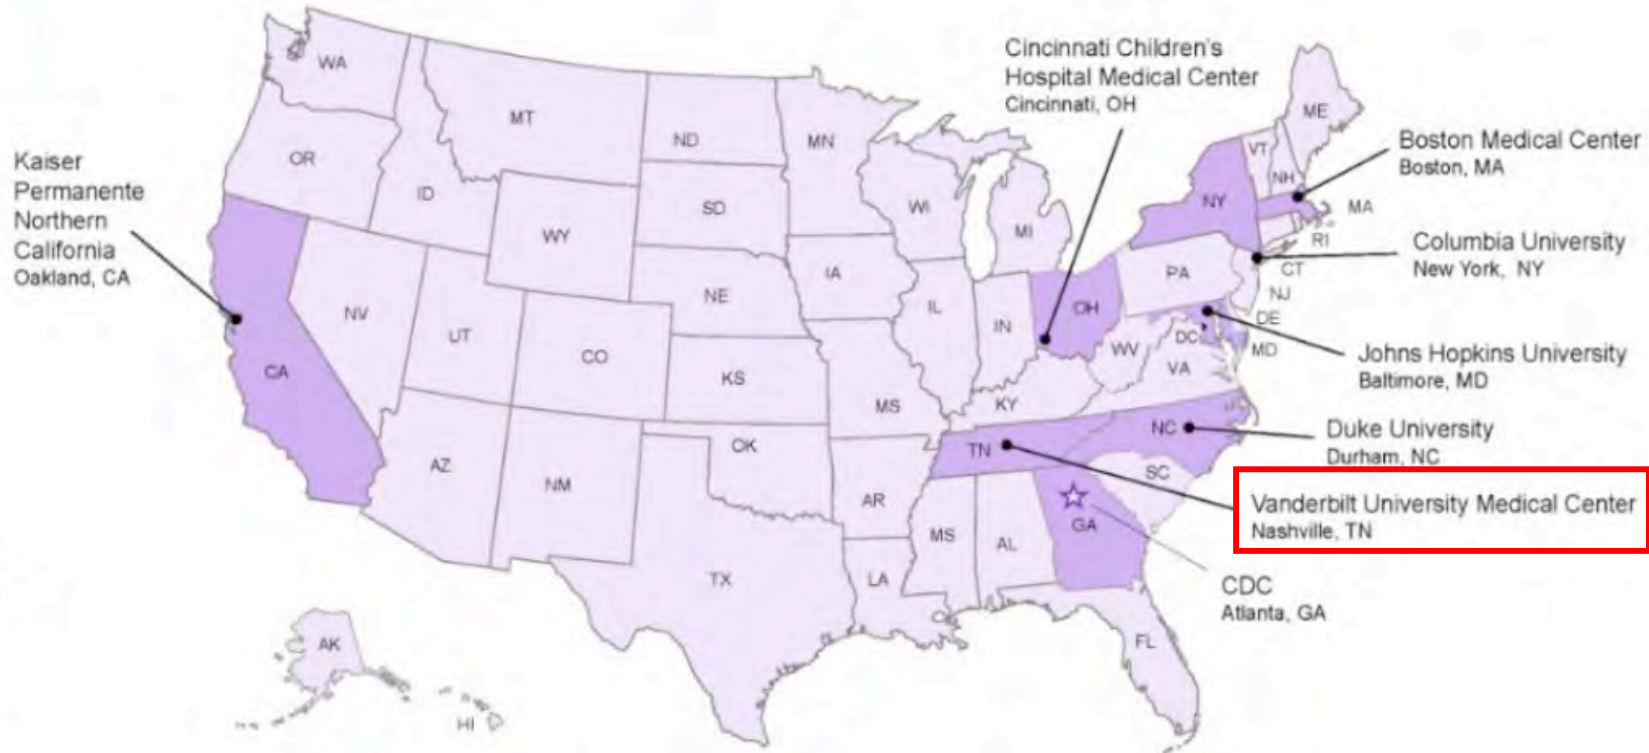 Cincinnati Children's
Hospital Medical Center
Cincinnati, OH
Boston Medical Center
Boston, MA
Kaiser
Permanente
Northern
California
Oakland, CA
Columbia University
New York, NY
Johns Hopkins University
Baltimore, MD
Duke University
Durham, NC
Vanderbilt University Medical Center
Nashville, TN
CDC
Atlanta, GA
WA
MT
ND
MN
ME
VT
NH
OR
ID
SD
WI
MI
NY
MA
RI
CT
WY
IA
PA
NJ
NV
NE
IL
IN
OH
DE
UT
CO
DC
MD
WV
VA
CA
KS
MS
KY
AZ
NM
OK
TN
NC
SC
AR
GA
MS
AL
TX
LA
FL
AK
HI